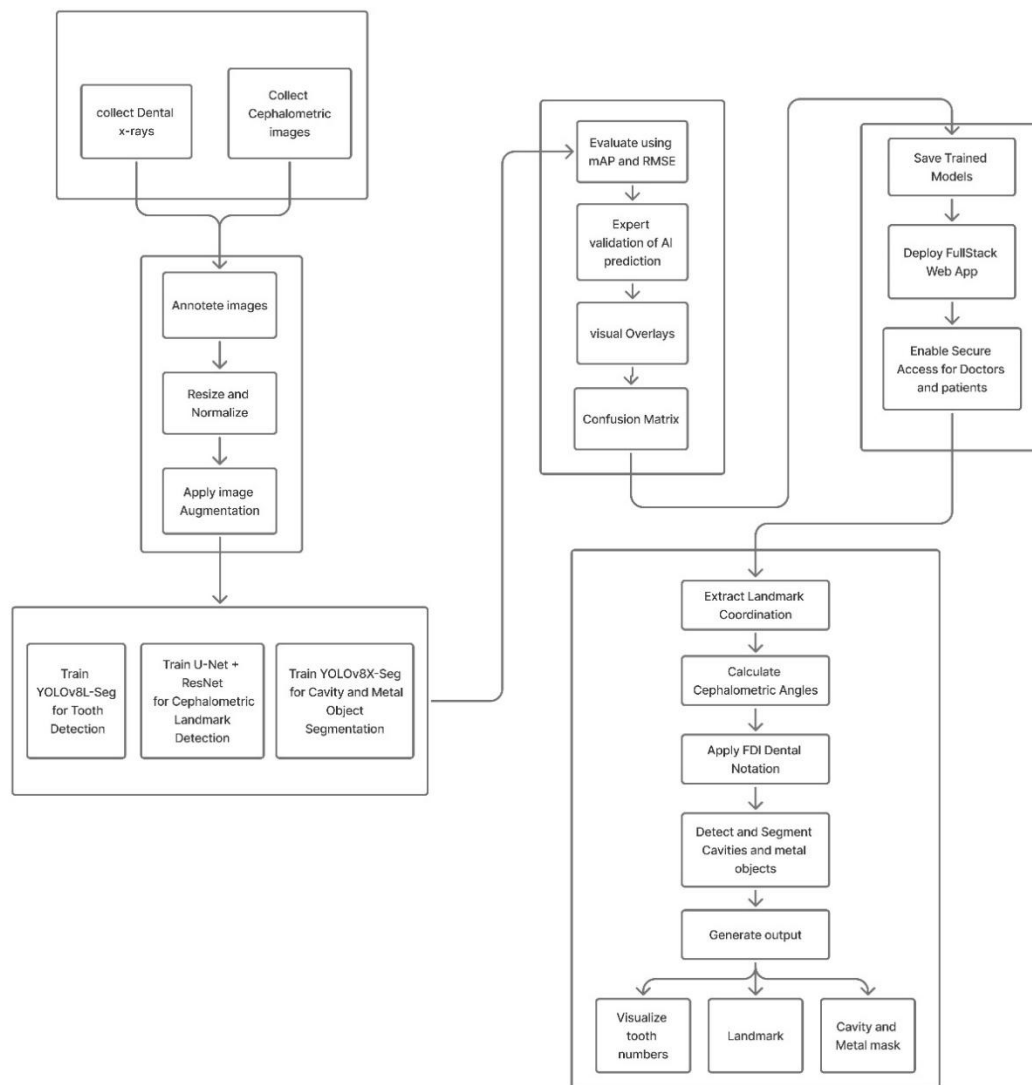 collect Dental
x-rays
Collect
Cephalometric
images
Annotete images
Resize and
Normalize
Apply image
Augmentation
Train
YOLOv8L-Seg
for Tooth
Detection
Train U-Net +
ResNet
for Cephalometric
Landmark
Detection
Train YOLOv8X-Seg
for Cavity and Metal
Object
Segmentation
Evaluate using
mAP and RMSE
Expert
validation of AI
prediction
visual Overlays
Confusion Matrix
Save Trained
Models
Deploy FullStack
Web App
Enable Secure
Access for Doctors
and patients
Extract Landmark
Coordination
Calculate
Cephalometric Angles
Apply FDI Dental
Notation
Detect and Segment
Cavities and metal
objects
Generate output
Visualize
tooth
numbers
Landmark
Cavity and
Metal mask